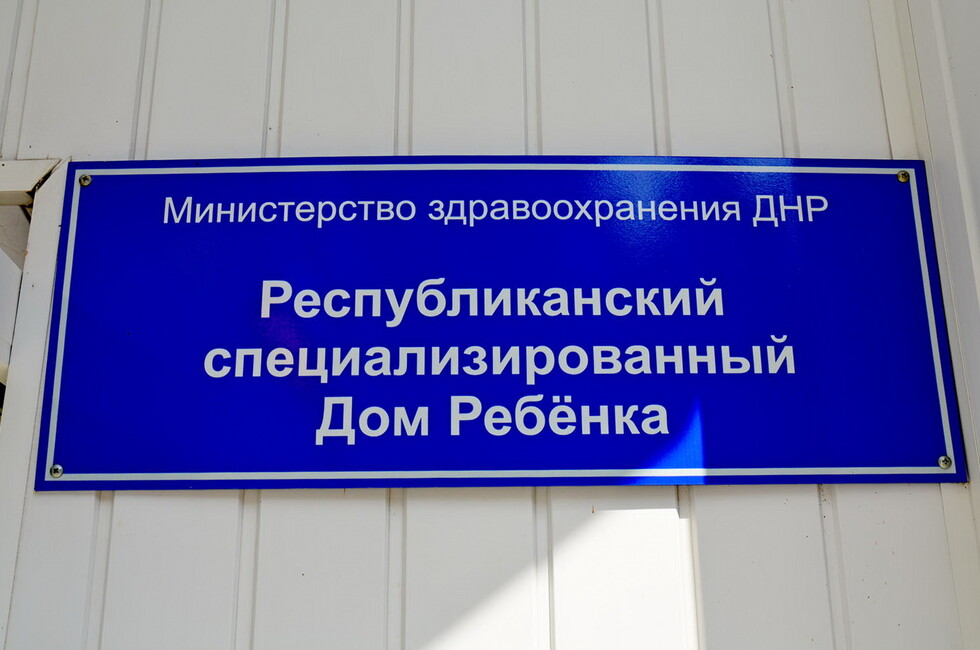 Министерство здравоохранения ДНР
Республиканский
специализированный
Дом Ребёнка